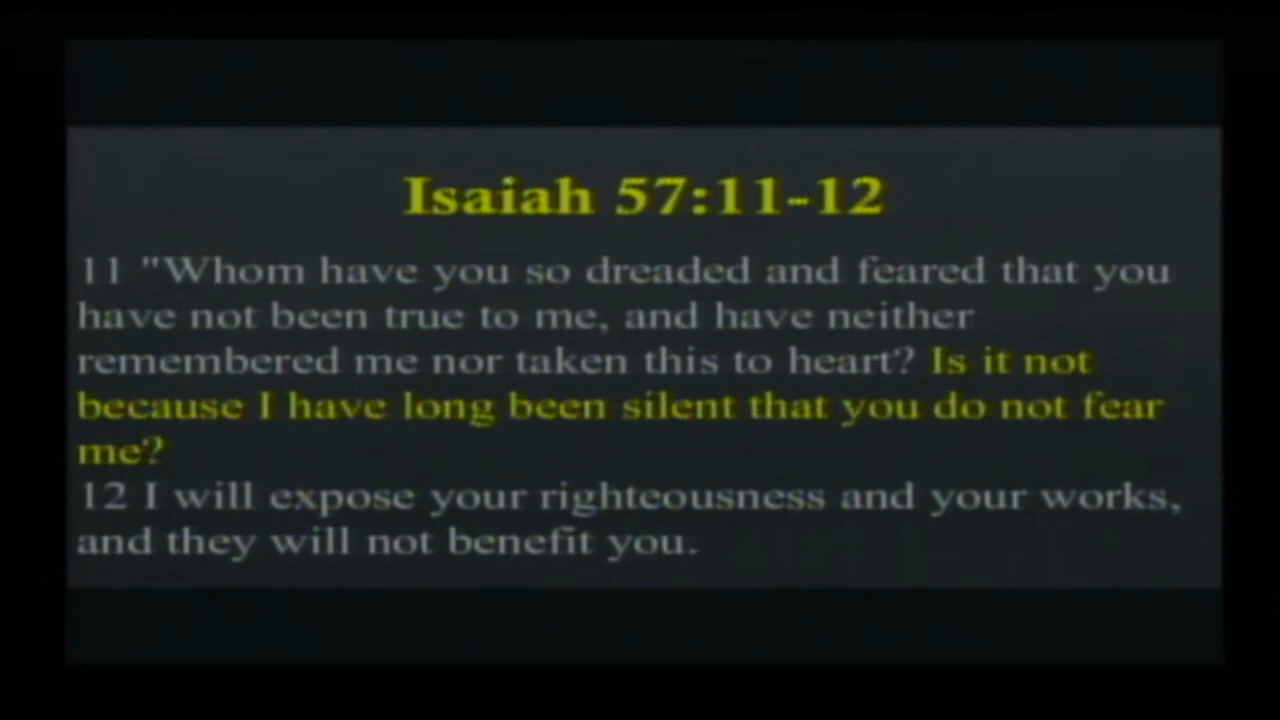 Isaiah 57:11-12
11 "Whom have you so dreaded and feared that you
have not been true to me, and have neither
remembered me nor taken this to heart? Is it not
because I have long been silent that you do not fear
me?
12 I will expose your righteousness and your works,
and they will not benefit you.